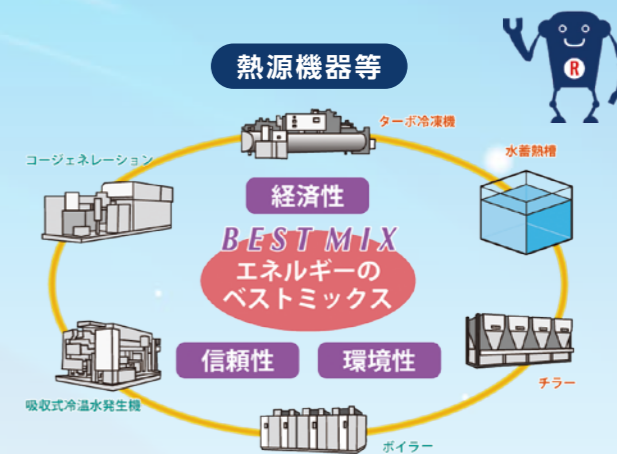 熱源機器等
R
ターボ冷凍機
コージェネレーション
水蓄熱槽
経済性
BEST MIX
エネルギーの
ベストミックス
信頼性
環境性
チラー
吸収式冷温水発生機
ボイラー